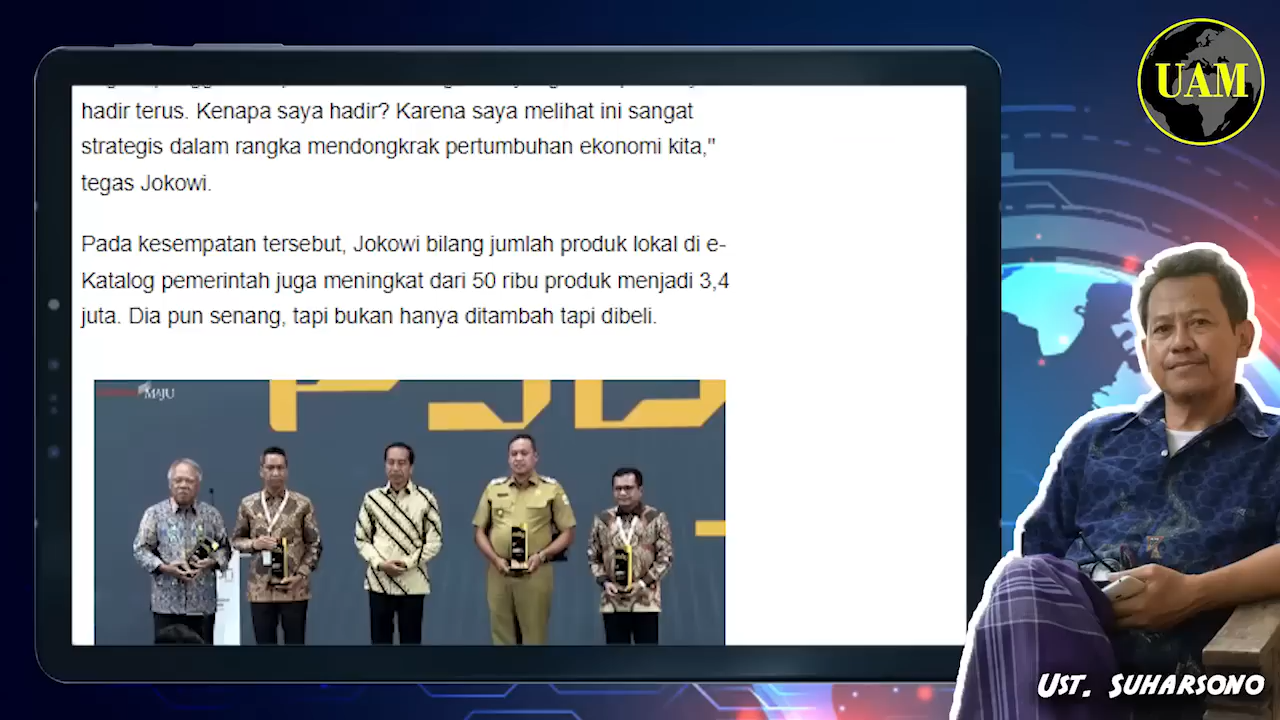 hadir terus. Kenapa saya hadir? Karena saya melihat ini sangat
strategis dalam rangka mendongkrak pertumbuhan ekonomi kita,"
tegas Jokowi.
Pada kesempatan tersebut, Jokowi bilang jumlah produk lokal di e-
Katalog pemerintah juga meningkat dari 50 ribu produk menjadi 3,4
juta. Dia pun senang, tapi bukan hanya ditambah tapi dibeli.
MAJU
UAM
UST. SUHARSONO